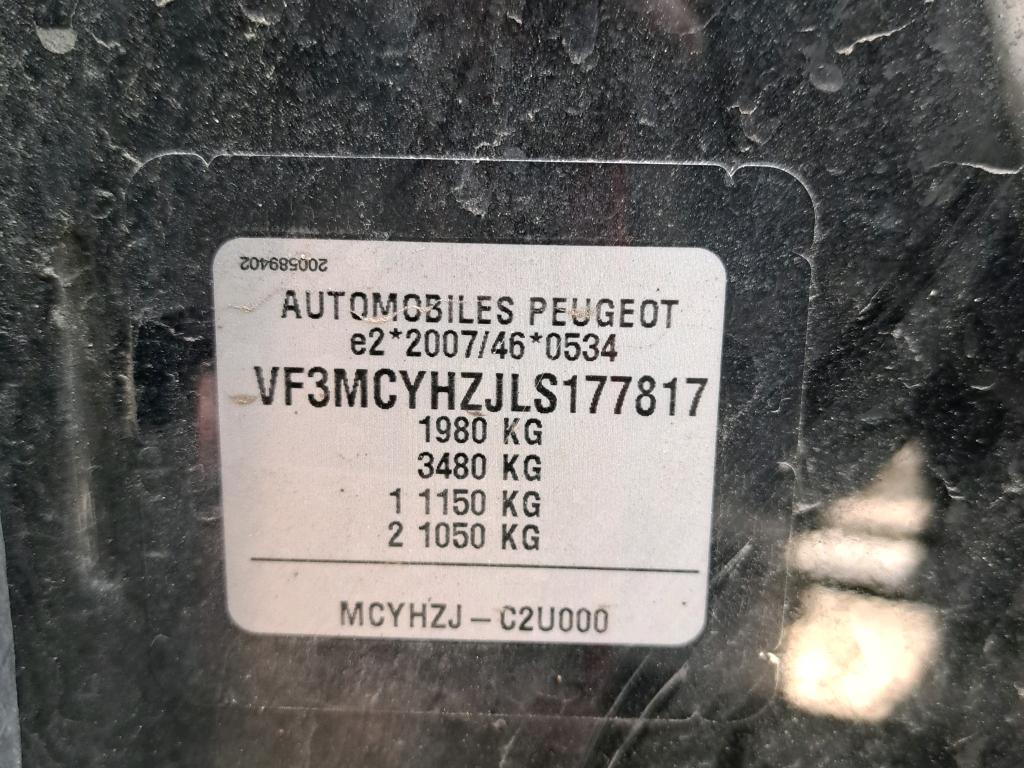 200589402
AUTOMOBILES PEUGEOT
e2*2007/46*0534
VF3MCYHZJLS177817
1980 KG
3480 KG
1 1150 KG
2 1050 KG
MCYHZJ – C2U000